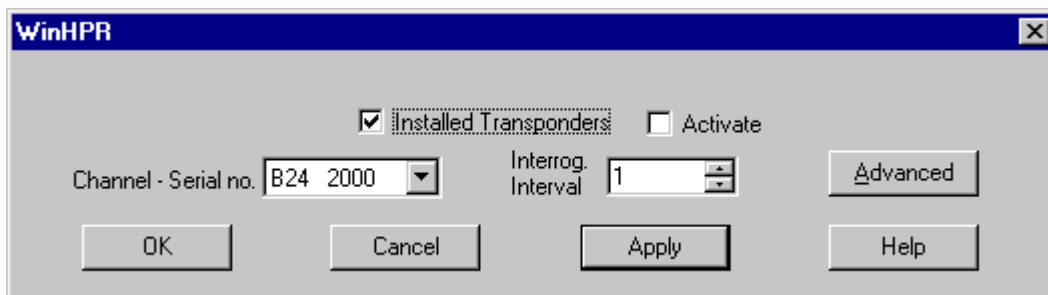 WinHPR
Installed Transponders Activate
Channel - Serial no. B24 2000 Interrog. Interval 1 Advanced
OK Cancel Apply Help